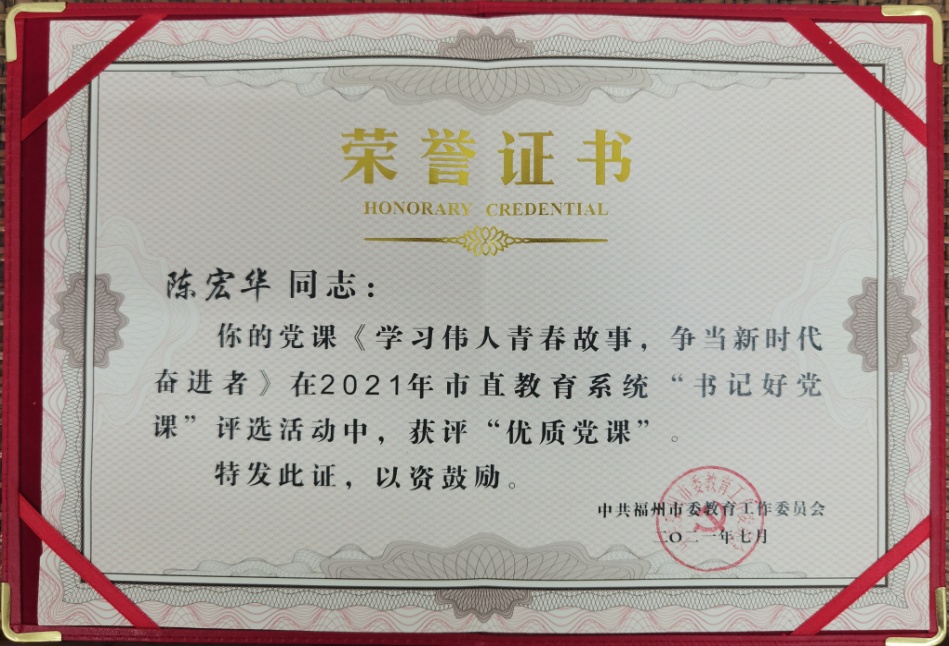 荣誉证书
HONORARY CREDENTIAL
陈宏华 同志：
你的党课《学习伟人青春故事，争当新时代
奋进者》在2021年市直教育系统“书记好党
课”评选活动中，获评“优质党课”。
特发此证，以资鼓励。
中共福州市委教育工作委员会
二〇二一年七月